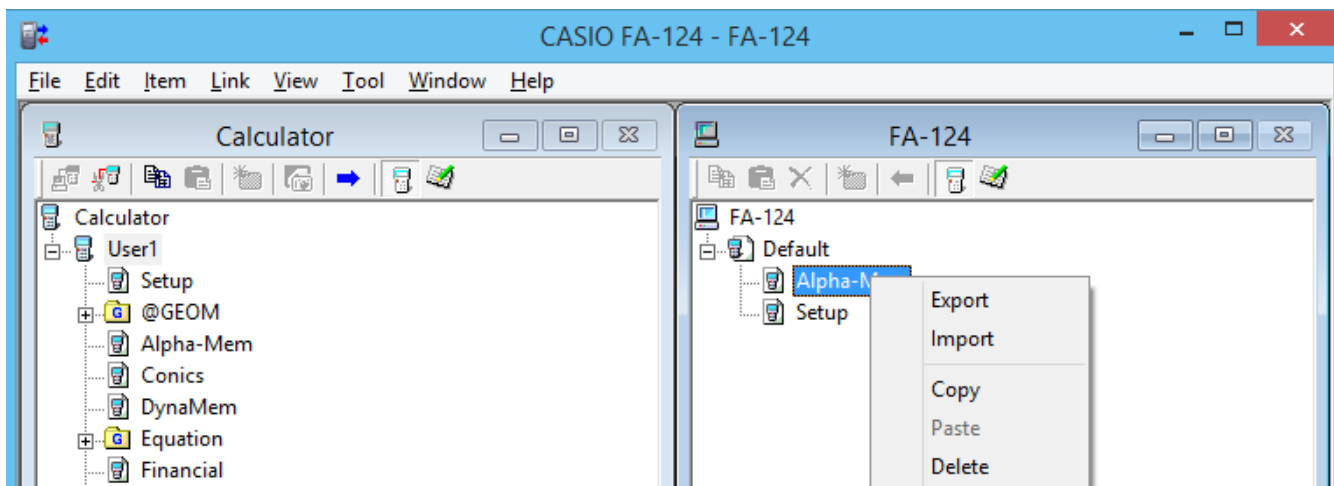 CASIO FA-124 - FA-124
File Edit Item Link View Tool Window Help
Calculator
Calculator
User1
Setup
@GEOM
Alpha-Mem
Conics
DynaMem
Equation
Financial
FA-124
FA-124
Default
Setup
Export
Import
Copy
Paste
Delete